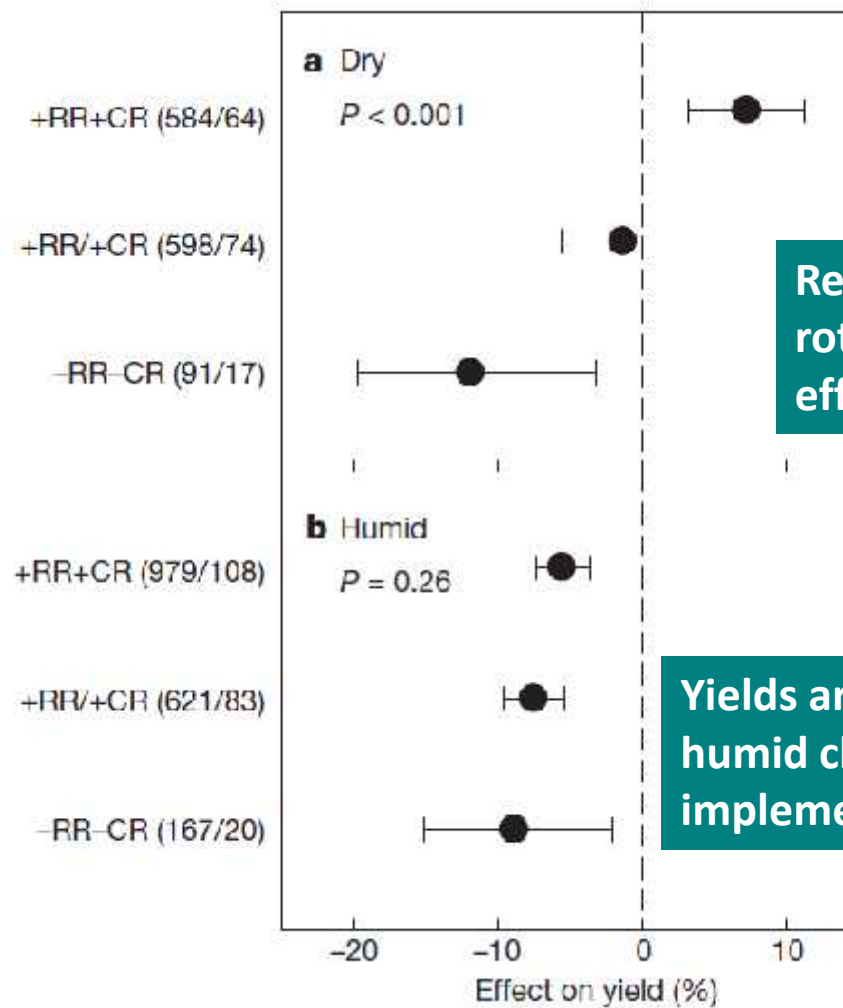 a Dry
P < 0.001
+RR+CR (584/64)
+RR/+CR (598/74)
–RR–CR (91/17)
b Humid
P = 0.26
+RR+CR (979/108)
+RR/+CR (621/83)
–RR–CR (167/20)
–20 –10 0 10
Effect on yield (%)
Re
rot
eff
Yields ar
humid cl
impleme